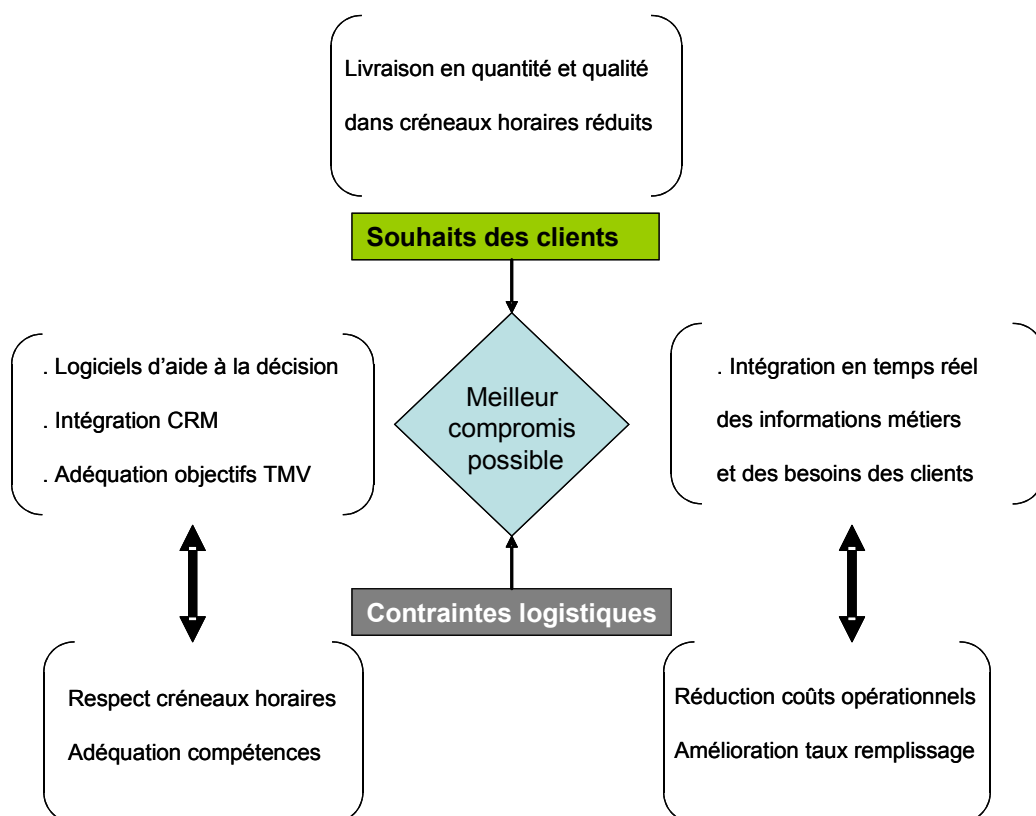 Livraison en quantité et qualité
dans créneaux horaires réduits
Souhaits des clients
. Logiciels d'aide à la décision
. Intégration CRM
. Adéquation objectifs TMV
Meilleur
compromis
possible
. Intégration en temps réel
des informations métiers
et des besoins des clients
Contraintes logistiques
Respect créneaux horaires
Adéquation compétences
Réduction coûts opérationnels
Amélioration taux remplissage